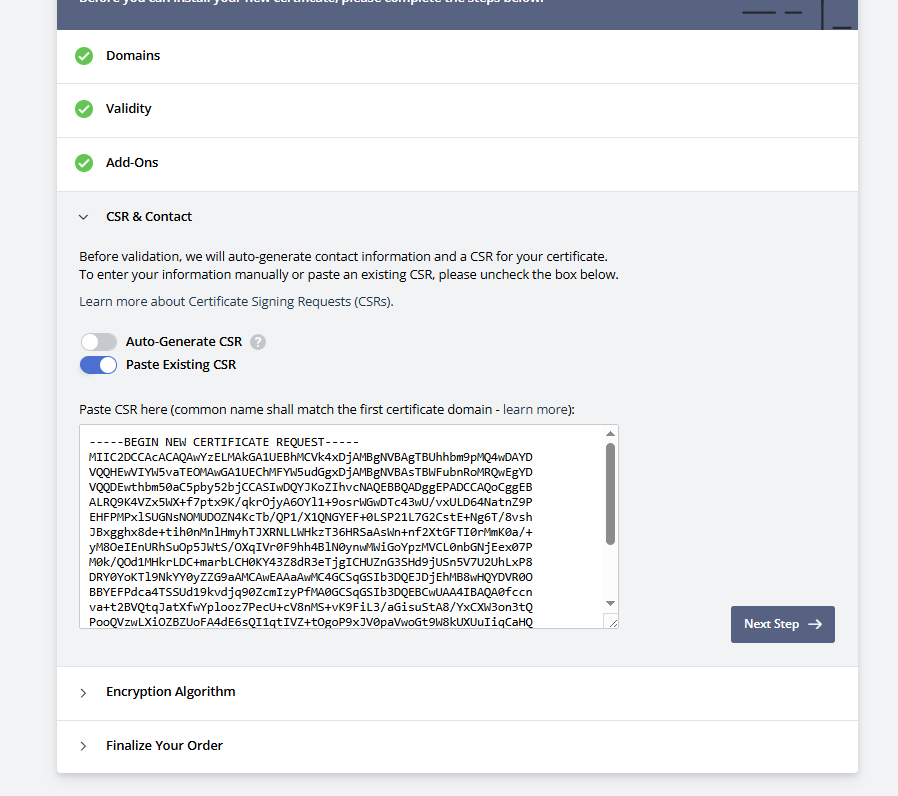 Domains
Validity
Add-Ons
CSR & Contact
Before validation, we will auto-generate contact information and a CSR for your certificate.
To enter your information manually or paste an existing CSR, please uncheck the box below.
Learn more about Certificate Signing Requests (CSRs).
Auto-Generate CSR ?
Paste Existing CSR
Paste CSR here (common name shall match the first certificate domain - learn more):
-----BEGIN NEW CERTIFICATE REQUEST-----
MIIC2DCCAcACAQAwYzELMAkGA1UEBhMCVk4xDjAMBgNVBAgTBUhhbm9pMQ4wDAYD
VQQHEwVIYW5vaTEOMAwGA1UEChMFYW5udGgxDjAMBgNVBAsTBWFubnRoMRQwEgYD
VQQDEwthbm50aC5pby52bjCCASIwDQYJKoZIhvcNAQEBBQADggEPADCCAQoCggEB
ALRQ9K4VZx5WX+f7ptx9K/qkrOjyA6OYl1+9osrWGwDTc43wU/vxULD64NatnZ9P
EHFPMPxlSUGNsNOMUDOZN4KcTb/QP1/X1QNGYEF+0LSP21L7G2CstE+Ng6T/8vsh
JBxgghx8de+tih0nMnlHmyhTJXRNLLWHkzT36HRSaAsWn+nf2XtGFTI0rMmK0a/+
yM8OeIEnURhSuOp5JWtS/OXqIVr0F9hh4BlN0ynwMWiGoYpzMVCL0nbGNjEex07P
M0k/QOd1MHkrLDC+marbLCH0KY43Z8dR3eTjgICHUZnG3SHd9jUSn5V7U2UhLxP8
DRY0YoKTl9NkYY0yZZG9aAMCAwEAAaAwMC4GCSqGSIb3DQEJDjEhMB8wHQYDVR0O
BBYEFPdca4TSSUd19kvdjq90ZcmIzyPfMA0GCSqGSIb3DQEBCwUAA4IBAQA0fccn
va+t2BVQtqJatXfwYplooz7PecU+cV8nMS+vK9FiL3/aGisuStA8/YxCXW3on3tQ
PooQVzwLXiOZBZUoFA4dE6sQI1qtIVZ+tOgoP9xJV0paVwoGt9W8kUXUuIiqCaHQ
Next Step
Encryption Algorithm
Finalize Your Order